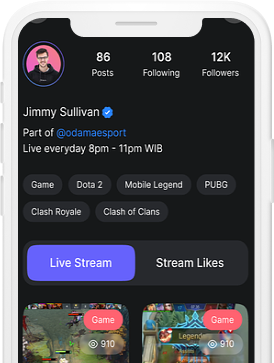 86 108 12K
Posts Following Followers
Jimmy Sullivan
Part of @odamaesport
Live everyday 8pm - 11pm WIB
Game Dota 2 Mobile Legend PUBG
Clash Royale Clash of Clans
Live Stream Stream Likes
Game Game
Legendary
910 910